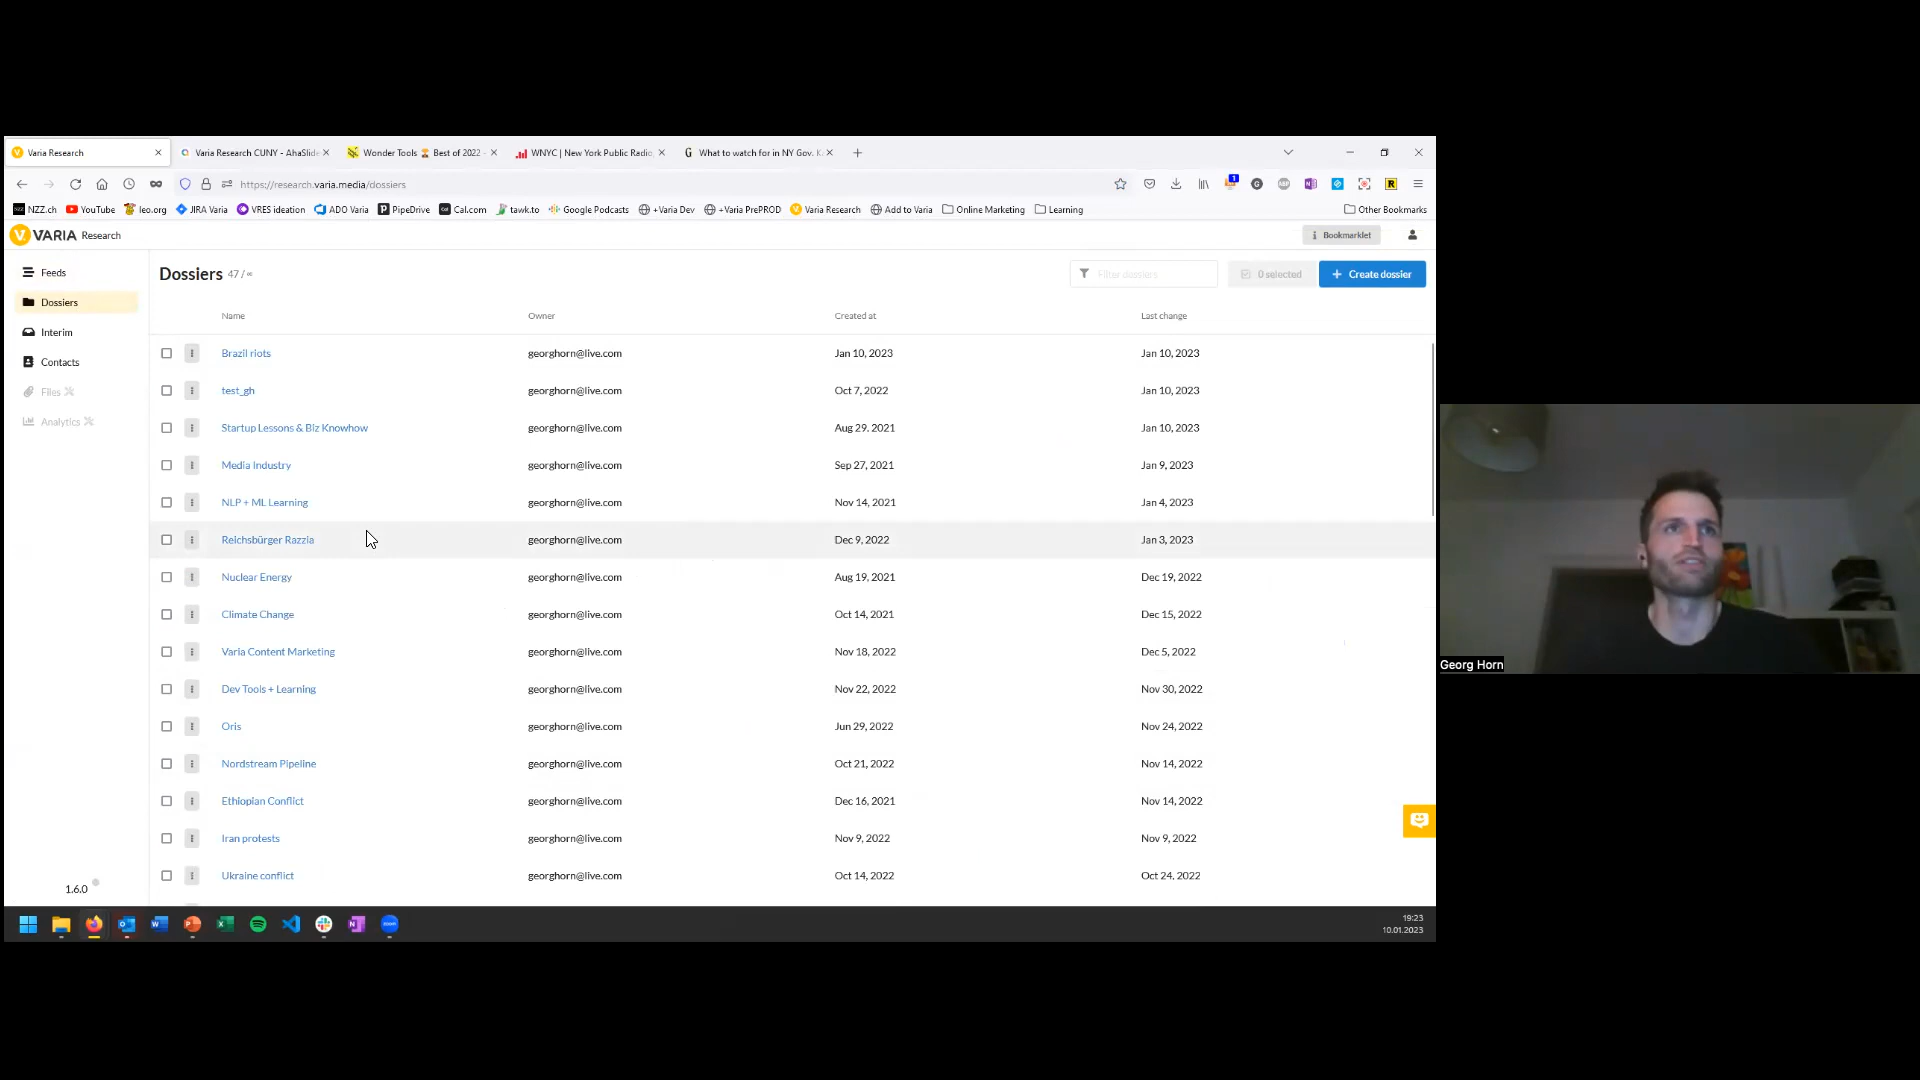 Varia Research
Varia Research CUNY - AhaSlide
Wonder Tools ⏳ Best of 2022 -
WNYC | New York Public Radio,
What to watch for in NY Gov. K
https://research.varia.media/dossiers
NZZ.ch YouTube leo.org JIRA Varia VRES ideation ADO Varia PipeDrive Cal.com tawk.to Google Podcasts +Varia Dev +Varia PrePROD Varia Research Add to Varia Online Marketing Learning Other Bookmarks
VARIA Research
Bookmarklet
Feeds
Dossiers
Interim
Contacts
Files
Analytics
1.6.0
Dossiers 47 / ∞
Filter dossiers
0 selected
+ Create dossier
Name Owner Created at Last change
Brazil riots georghorn@live.com Jan 10, 2023 Jan 10, 2023
test_gh georghorn@live.com Oct 7, 2022 Jan 10, 2023
Startup Lessons & Biz Knowhow georghorn@live.com Aug 29, 2021 Jan 10, 2023
Media Industry georghorn@live.com Sep 27, 2021 Jan 9, 2023
NLP + ML Learning georghorn@live.com Nov 14, 2021 Jan 4, 2023
Reichsbürger Razzia georghorn@live.com Dec 9, 2022 Jan 3, 2023
Nuclear Energy georghorn@live.com Aug 19, 2021 Dec 19, 2022
Climate Change georghorn@live.com Oct 14, 2021 Dec 15, 2022
Varia Content Marketing georghorn@live.com Nov 18, 2022 Dec 5, 2022
Dev Tools + Learning georghorn@live.com Nov 22, 2022 Nov 30, 2022
Oris georghorn@live.com Jun 29, 2022 Nov 24, 2022
Nordstream Pipeline georghorn@live.com Oct 21, 2022 Nov 14, 2022
Ethiopian Conflict georghorn@live.com Dec 16, 2021 Nov 14, 2022
Iran protests georghorn@live.com Nov 9, 2022 Nov 9, 2022
Ukraine conflict georghorn@live.com Oct 14, 2022 Oct 24, 2022
19:23
10.01.2023
Georg Horn